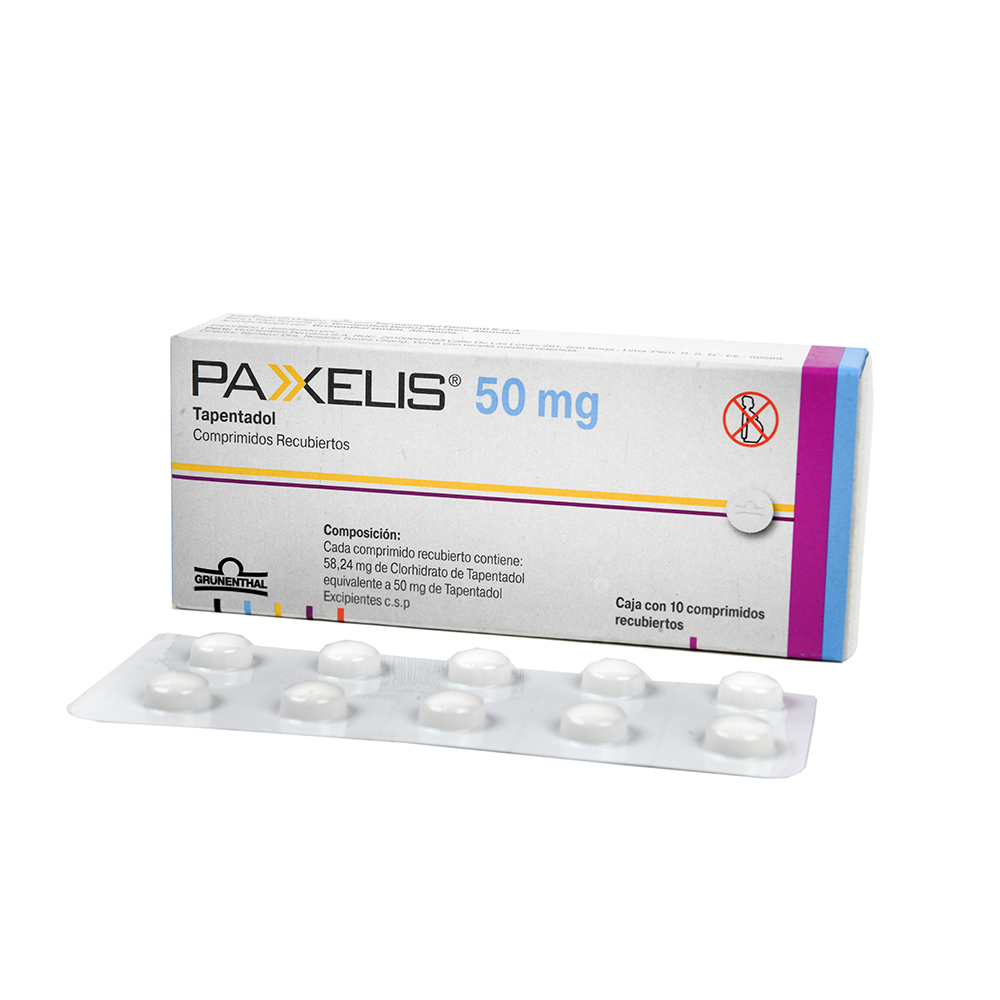 PAXXELIS® 50 mg
Tapentadol
Comprimidos Recubiertos
Composición:
Cada comprimido recubierto contiene:
58,24 mg de Clorhidrato de Tapentadol
equivalente a 50 mg de Tapentadol
Excipientes c.s.p
GRUNENTHAL
Caja con 10 comprimidos
recubiertos